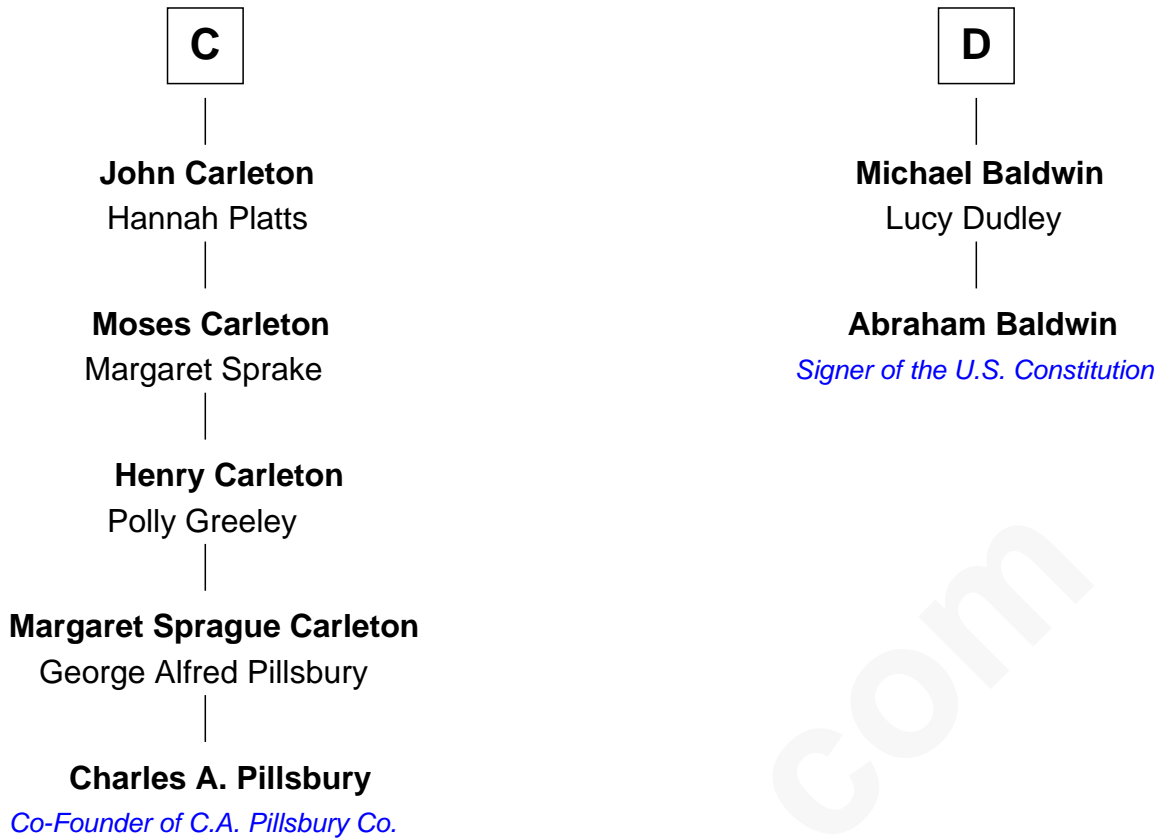 C
John Carleton
Hannah Platts
Moses Carleton
Margaret Sprake
Henry Carleton
Polly Greeley
Margaret Sprague Carleton
George Alfred Pillsbury
Charles A. Pillsbury
Co-Founder of C.A. Pillsbury Co.
D
Michael Baldwin
Lucy Dudley
Abraham Baldwin
Signer of the U.S. Constitution
com